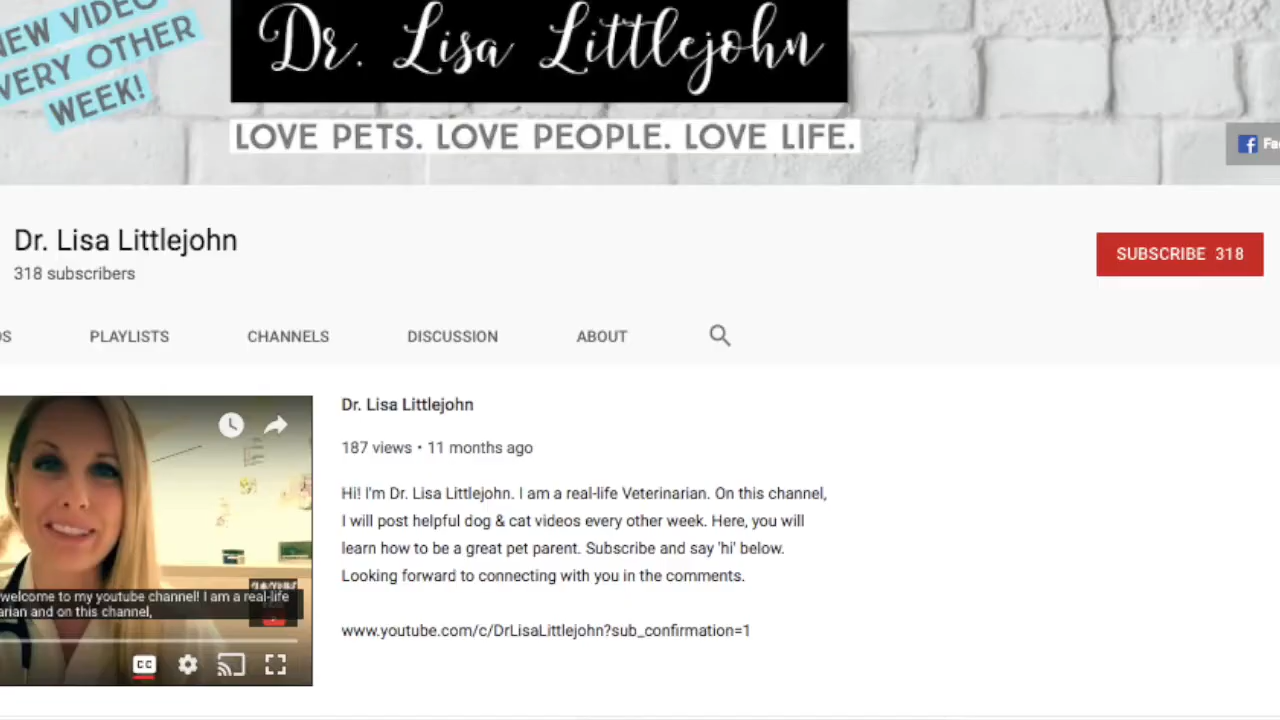 NEW VIDEO
EVERY OTHER
WEEK!
Dr. Lisa Littlejohn
LOVE PETS. LOVE PEOPLE. LOVE LIFE.
Dr. Lisa Littlejohn
318 subscribers
SUBSCRIBE 318
PLAYLISTS CHANNELS DISCUSSION ABOUT
Dr. Lisa Littlejohn
187 views • 11 months ago
Hi! I'm Dr. Lisa Littlejohn. I am a real-life Veterinarian. On this channel,
I will post helpful dog & cat videos every other week. Here, you will
learn how to be a great pet parent. Subscribe and say 'hi' below.
Looking forward to connecting with you in the comments.
www.youtube.com/c/DrLisaLittlejohn?sub_confirmation=1
welcome to my youtube channel! I am a real-life
arian and on this channel,
CC